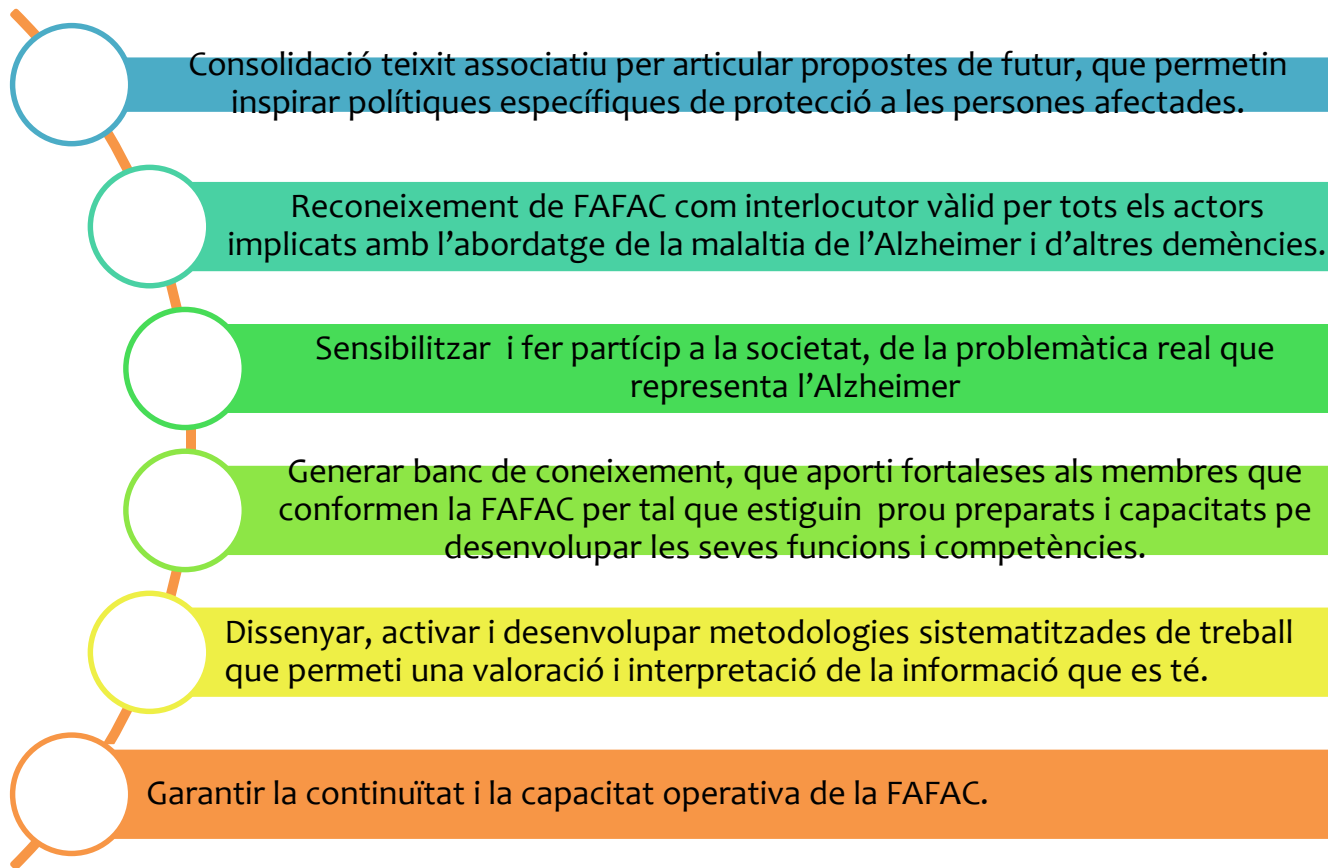 Consolidació teixit associatiu per articular propostes de futur, que permetin
inspirar polítiques específiques de protecció a les persones afectades.
Reconeixement de FAFAC com interlocutor vàlid per tots els actors
implicats amb l’abordatge de la malaltia de l’Alzheimer i d’altres demències.
Sensibilitzar  i fer partícip a la societat, de la problemàtica real que
representa l’Alzheimer
Generar banc de coneixement, que aporti fortaleses als membres que
conformen la FAFAC per tal que estiguin  prou preparats i capacitats pe
desenvolupar les seves funcions i competències.
Dissenyar, activar i desenvolupar metodologies sistematitzades de treball
que permeti una valoració i interpretació de la informació que es té.
Garantir la continuïtat i la capacitat operativa de la FAFAC.